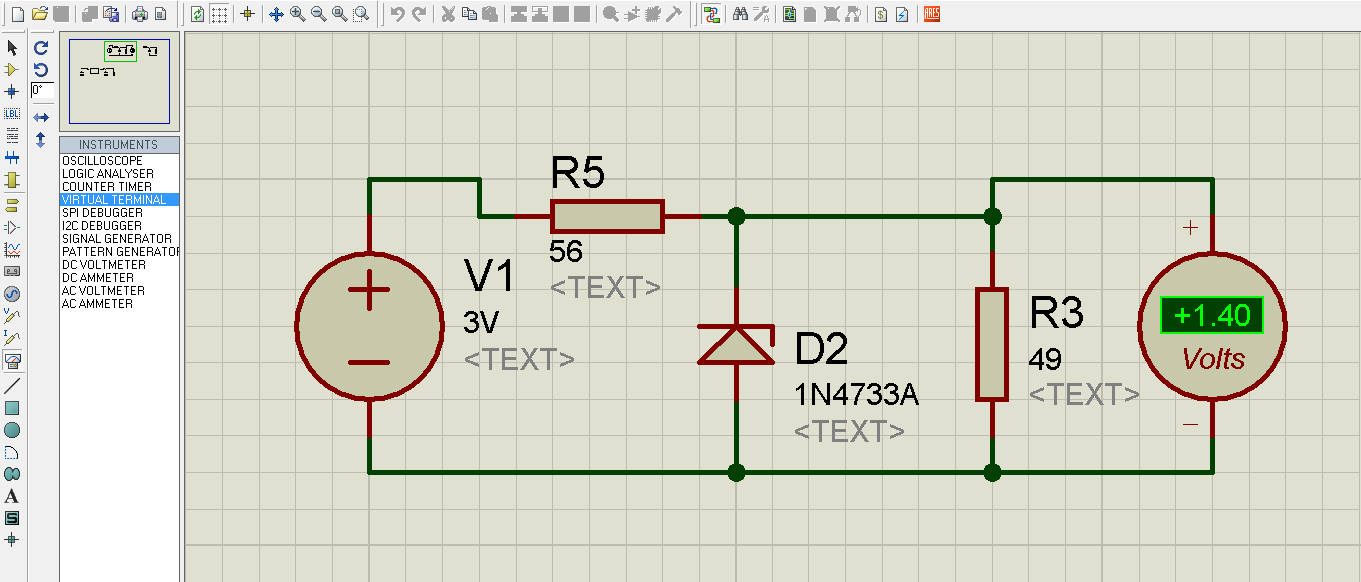 LBL
0°
A
S
$
ARES
INSTRUMENTS
OSCILLOSCOPE
LOGIC ANALYSER
COUNTER TIMER
VIRTUAL TERMINAL
SPI DEBUGGER
I2C DEBUGGER
SIGNAL GENERATOR
PATTERN GENERATOR
DC VOLTMETER
DC AMMETER
AC VOLTMETER
AC AMMETER
R5
56
<TEXT>
V1
3V
<TEXT>
D2
1N4733A
<TEXT>
R3
49
<TEXT>
+1.40
Volts